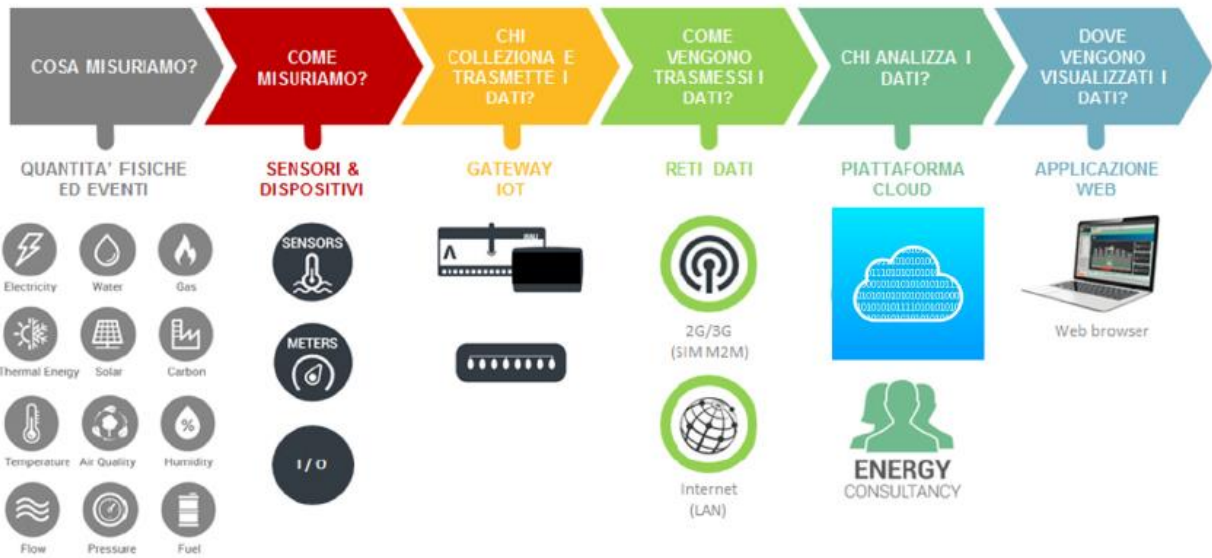 COSA MISURIAMO?
COME
MISURIAMO?
CHI
COLLEZIONA E
TRASMETTE I
DATI?
COME
VENGONO
TRASMESSI I
DATI?
CHI ANALIZZA I
DATI?
DOVE
VENGONO
VISUALIZZATI I
DATI?
QUANTITA' FISICHE
ED EVENTI
SENSORI &
DISPOSITIVI
GATEWAY
IOT
RETI DATI
PIATTAFORMA
CLOUD
APPLICAZIONE
WEB
Electricity
Water
Gas
Thermal Energy
Solar
Carbon
Temperature
Air Quality
%
Humidity
Flow
Pressure
Fuel
SENSORS
METERS
I/O
2G/3G
(SIM M2M)
Internet
(LAN)
ENERGY
CONSULTANCY
Web browser